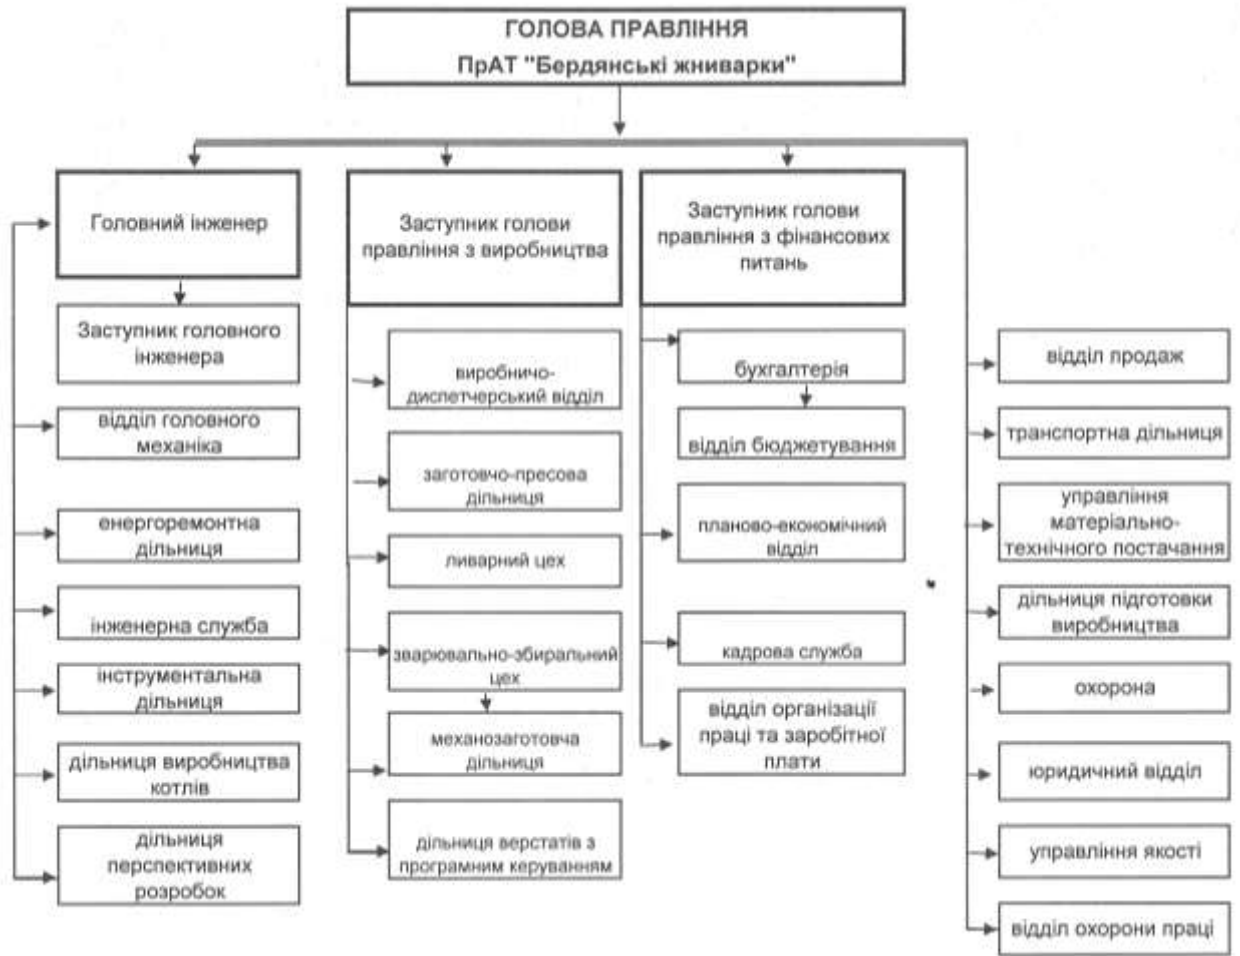 ГОЛОВА ПРАВЛІННЯ
ПрАТ "Бердянські жниварки"
Головний інженер
Заступник головного
інженера
відділ головного
механіка
енергоремонтна
дільниця
інженерна служба
інструментальна
дільниця
дільниця виробництва
котлів
дільниця
перспективних
розробок
Заступник голови
правління з виробництва
виробничо-
диспетчерський відділ
заготовчо-пресова
дільниця
ливарний цех
зварювально-збиральний
цех
механозаготовча
дільниця
дільниця верстатів з
програмним керуванням
Заступник голови
правління з фінансових
питань
бухгалтерія
відділ бюджетування
планово-економічний
відділ
кадрова служба
відділ організації
праці та заробітної
плати
відділ продаж
транспортна дільниця
управління
матеріально-
технічного постачання
дільниця підготовки
виробництва
охорона
юридичний відділ
управління якості
відділ охорони праці